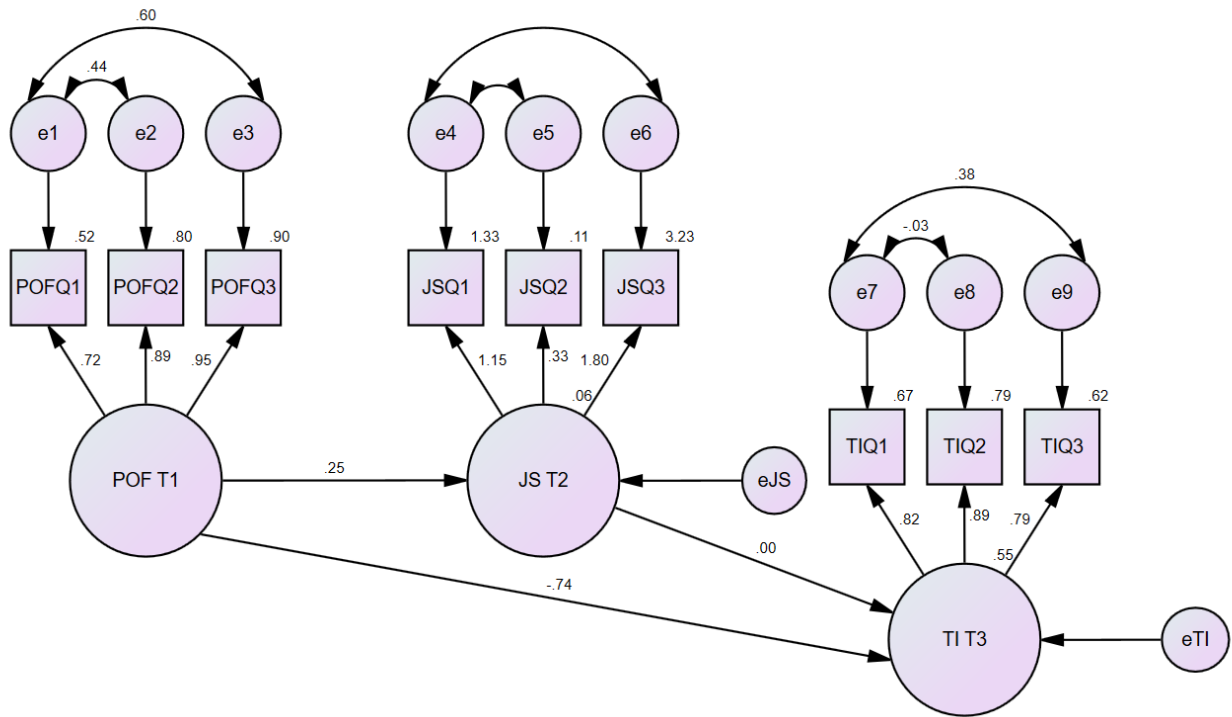 .60
.44
e1 e2 e3
e4 e5 e6
.38
-.03
.52 .80 .90
1.33 .11 3.23
POFQ1 POFQ2 POFQ3
JSQ1 JSQ2 JSQ3
e7 e8 e9
.72 .89 .95
1.15 .33 1.80
.06
.67 .79 .62
TIQ1 TIQ2 TIQ3
POF T1
.25
JS T2
eJS
.82 .89 .79
.00
.55
-.74
TI T3
eTI